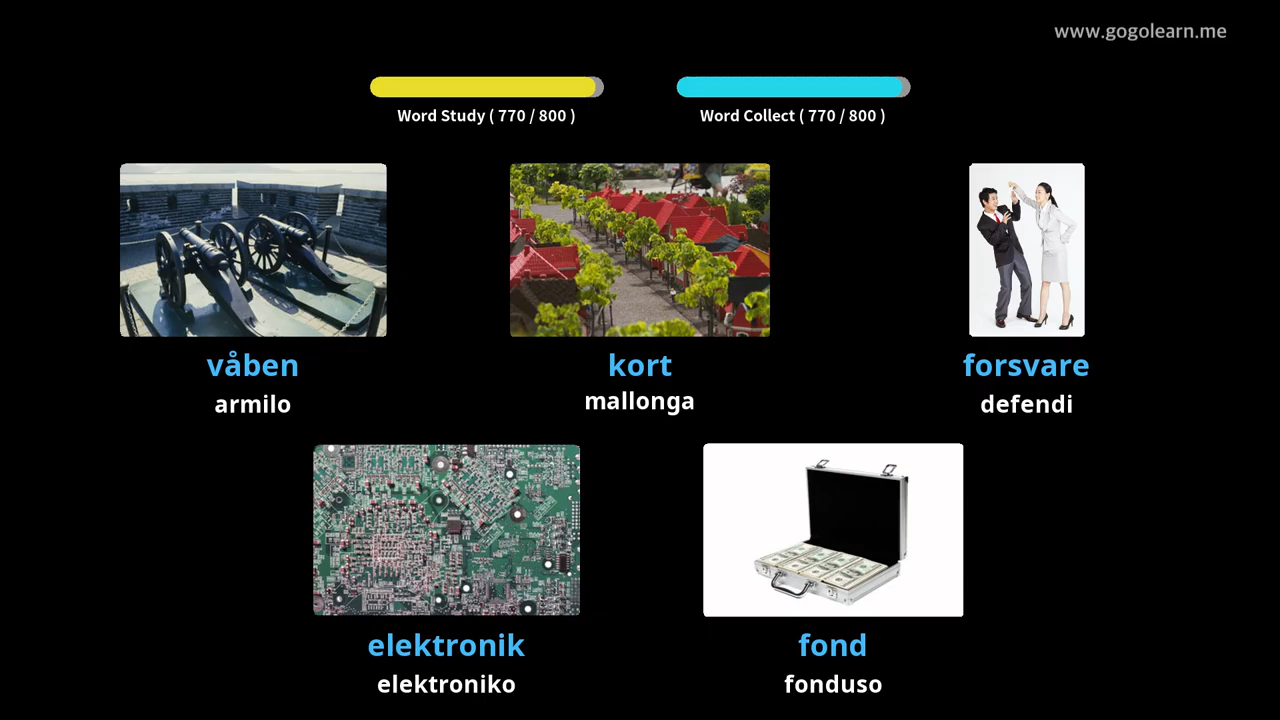 www.gogolearn.me
Word Study ( 770 / 800 )
Word Collect ( 770 / 800 )
våben
armilo
kort
mallonga
forsvare
defendi
elektronik
elektroniko
fond
fonduso